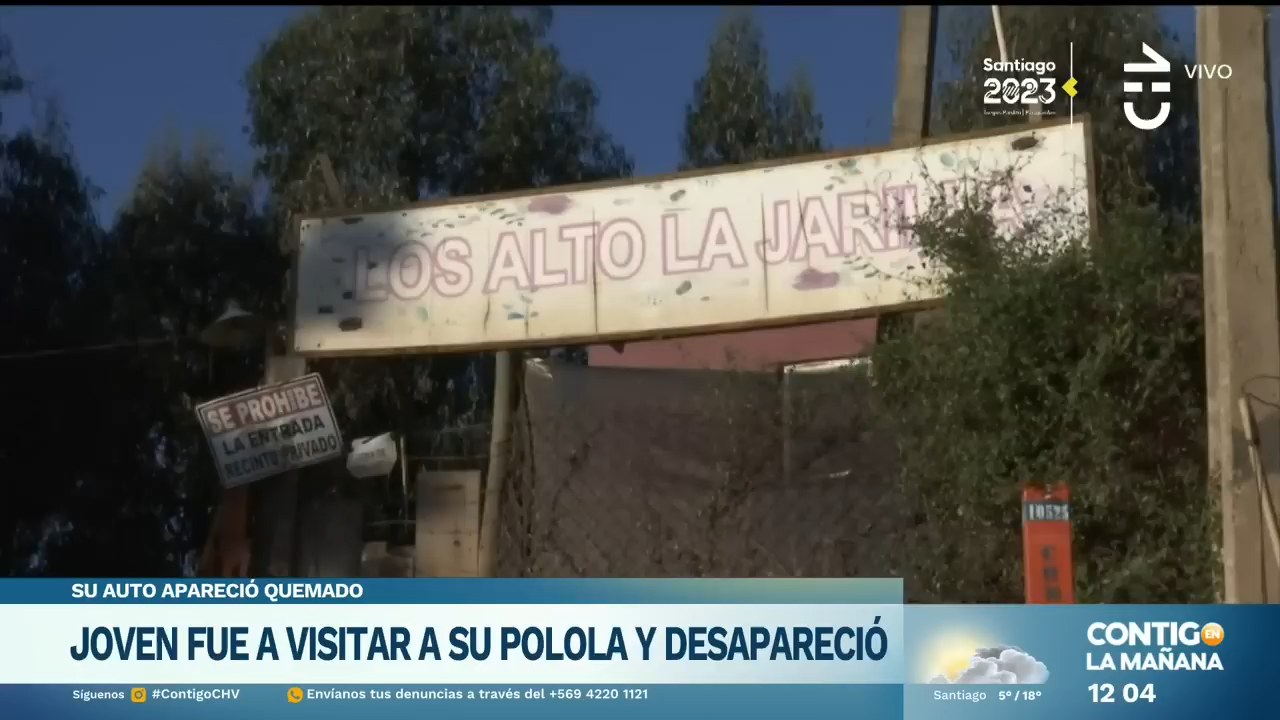 Santiago
2023
VIVO
LOS ALTO LA
SE PROHIBE
LA ENTRADA
RECINTO PRIVADO
10525
SU AUTO APARECIÓ QUEMADO
JOVEN FUE A VISITAR A SU POLOLA Y DESAPARECIÓ
CONTIGO EN
LA MAÑANA
Síguenos #ContigoCHV Envíanos tus denuncias a través del +569 4220 1121
Santiago 5° / 18°
12 04